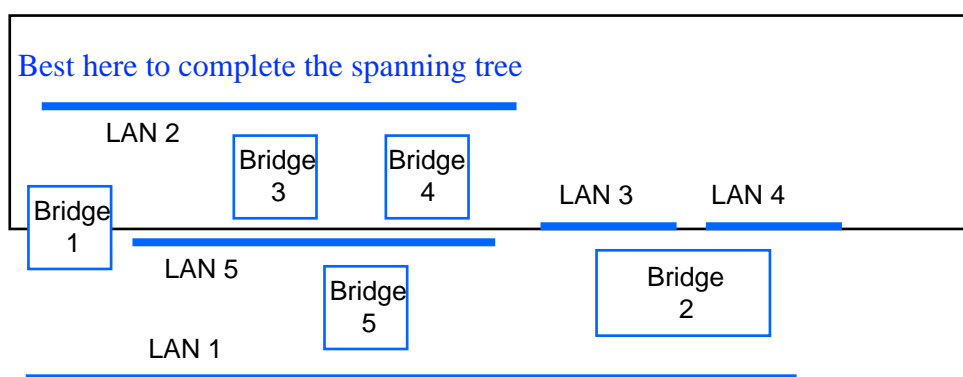 Best here to complete the spanning tree
LAN 2
Bridge
3
Bridge
4
LAN 3
LAN 4
Bridge
1
LAN 5
Bridge
5
Bridge
2
LAN 1